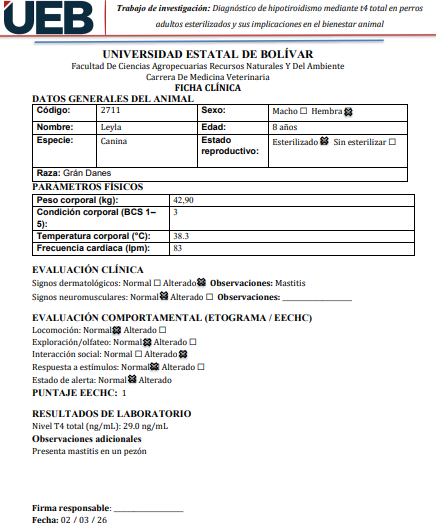 UEB
Trabajo de investigación: Diagnóstico de hipotiroidismo mediante t4 total en perros
adultos esterilizados y sus implicaciones en el bienestar animal
UNIVERSIDAD ESTATAL DE BOLÍVAR
Facultad De Ciencias Agropecuarias Recursos Naturales Y Del Ambiente
Carrera De Medicina Veterinaria
FICHA CLÍNICA
DATOS GENERALES DEL ANIMAL
Código: 2711 Sexo: Macho ☐ Hembra ☒
Nombre: Leyla Edad: 8 años
Especie: Canina Estado reproductivo: Esterilizado ☒ Sin esterilizar ☐
Raza: Grán Danes
PARÁMETROS FÍSICOS
Peso corporal (kg): 42,90
Condición corporal (BCS 1–5): 3
Temperatura corporal (°C): 38.3
Frecuencia cardiaca (lpm): 83
EVALUACIÓN CLÍNICA
Signos dermatológicos: Normal ☐ Alterado ☒ Observaciones: Mastitis
Signos neuromusculares: Normal ☒ Alterado ☐ Observaciones: ___________________
EVALUACIÓN COMPORTAMENTAL (ETOGRAMA / EECHC)
Locomoción: Normal ☒ Alterado ☐
Exploración/olfateo: Normal ☒ Alterado ☐
Interacción social: Normal ☐ Alterado ☒
Respuesta a estímulos: Normal ☒ Alterado ☐
Estado de alerta: Normal ☒ Alterado
PUNTAJE EECHC: 1
RESULTADOS DE LABORATORIO
Nivel T4 total (ng/mL): 29.0 ng/mL
Observaciones adicionales
Presenta mastitis en un pezón
Firma responsable: ___________________
Fecha: 02 / 03 / 26